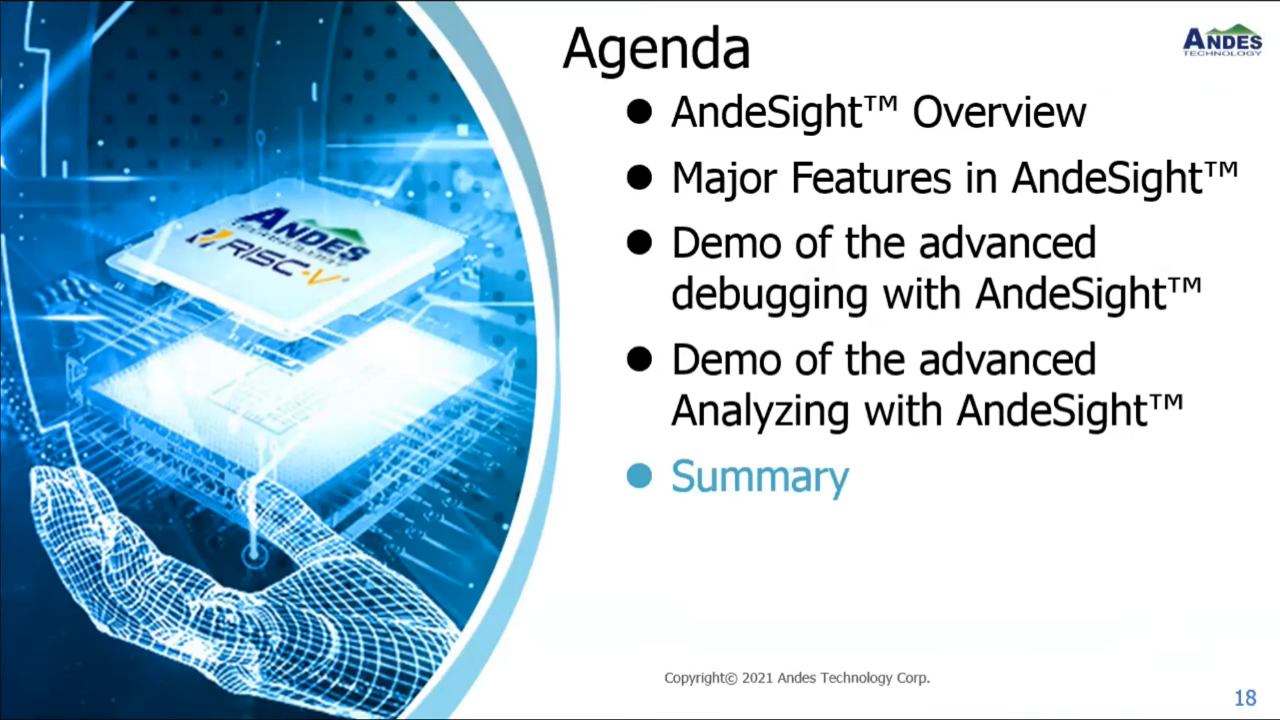 Agenda
ANDES
TECHNOLOGY
● AndeSight™ Overview
● Major Features in AndeSight™
● Demo of the advanced
debugging with AndeSight™
● Demo of the advanced
Analyzing with AndeSight™
● Summary
ANDES
TECHNOLOGY
RISC-V
Copyright© 2021 Andes Technology Corp.
18